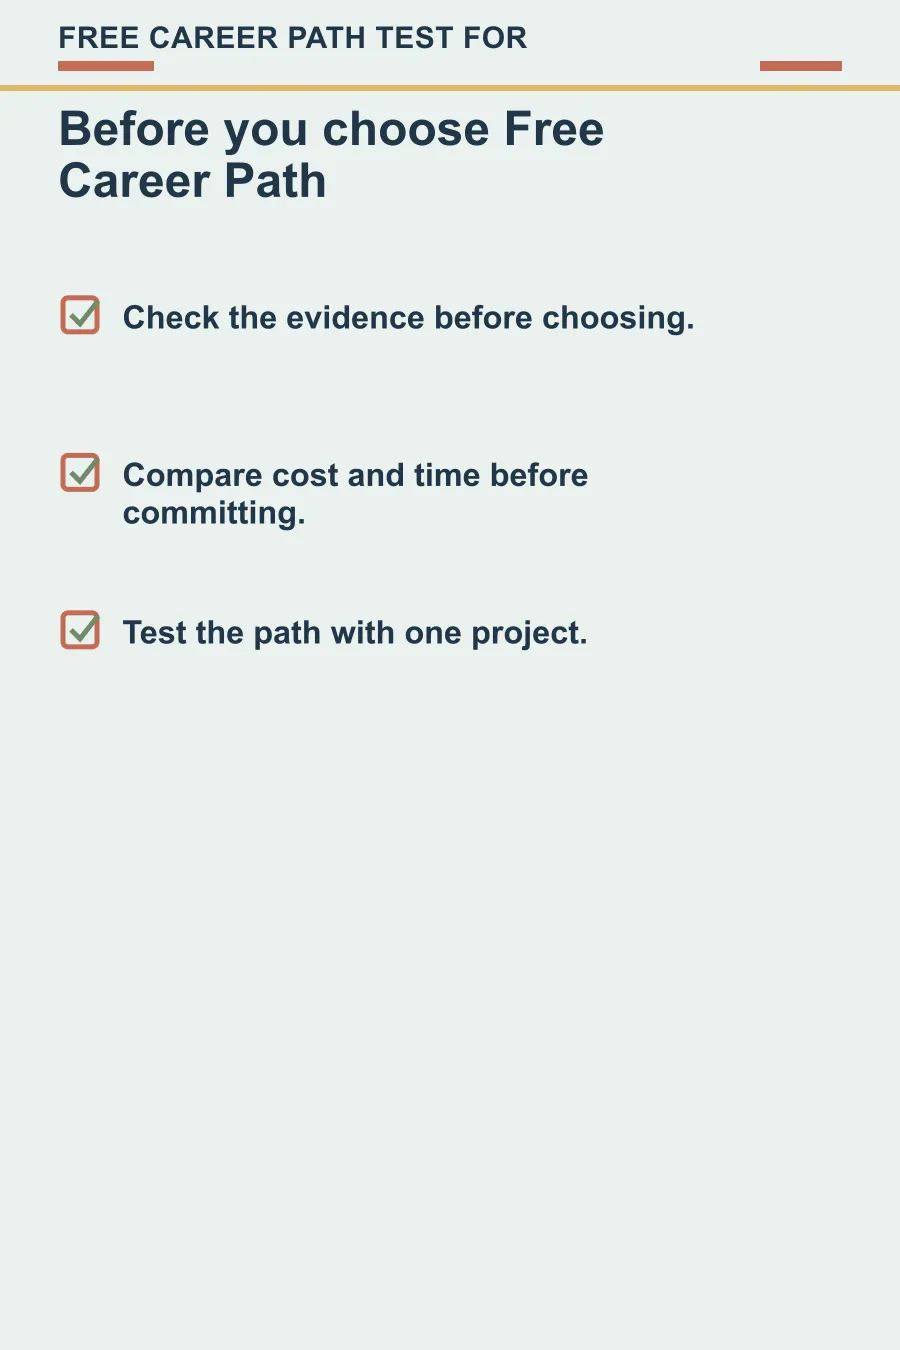 FREE CAREER PATH TEST FOR
Before you choose Free
Career Path
Check the evidence before choosing.
Compare cost and time before
committing.
Test the path with one project.